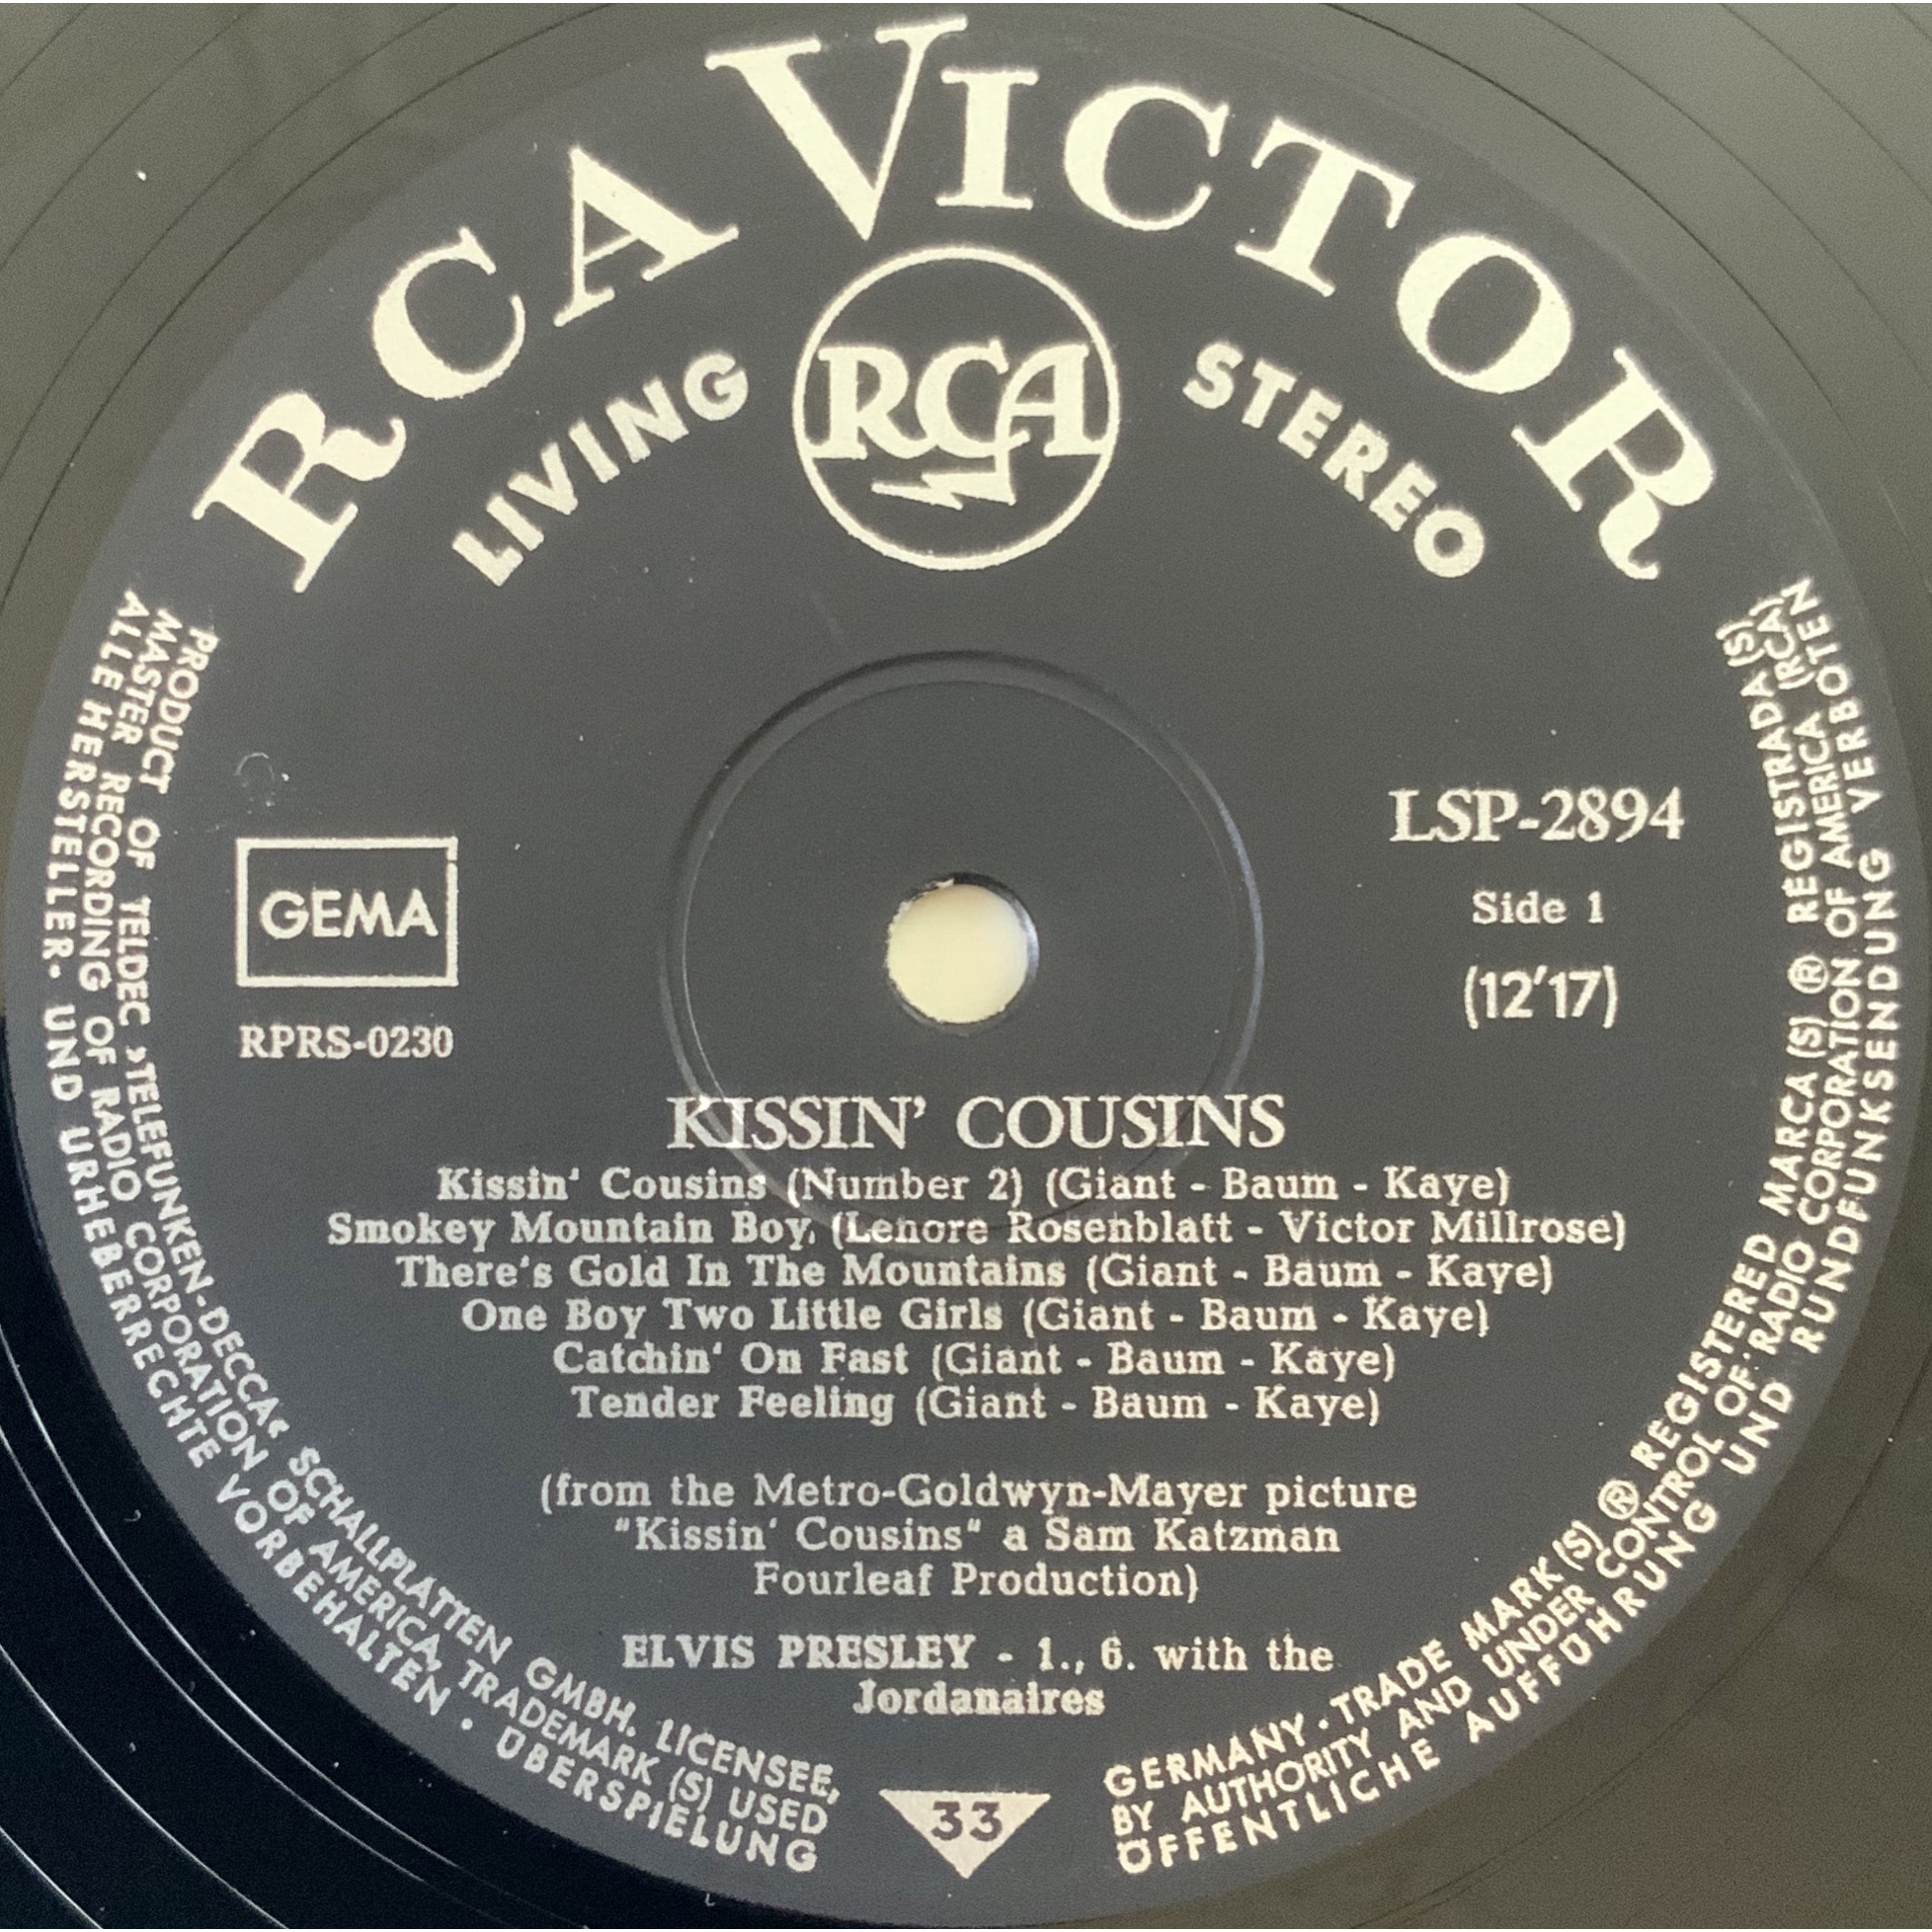 RCA VICTOR
LIVING STEREO
RCA
LSP-2894
Side 1
(12'17)
GEMA
RPRS-0230
KISSIN' COUSINS
Kissin' Cousins (Number 2) (Giant - Baum - Kaye)
Smokey Mountain Boy, (Lenore Rosenblatt - Victor Millrose)
There's Gold In The Mountains (Giant - Baum - Kaye)
One Boy Two Little Girls (Giant - Baum - Kaye)
Catchin' On Fast (Giant - Baum - Kaye)
Tender Feeling (Giant - Baum - Kaye)
(from the Metro-Goldwyn-Mayer picture
"Kissin' Cousins" a Sam Katzman
Fourleaf Production)
ELVIS PRESLEY - 1., 6. with the
Jordanaires
33
PRODUCT OF TELDEC »TELEFUNKEN-DECCA« SCHALLPLATTEN GMBH. LICENSEE,
MASTER RECORDING OF RADIO CORPORATION OF AMERICA, TRADEMARK (S) USED
ALLE HERSTELLER- UND URHEBERRECHTE VORBEHALTEN · ÜBERSPIELUNG
GERMANY · TRADE MARK (S) ® REGISTERED MARCA (S) ® REGISTRADA (S)
BY AUTHORITY AND UNDER CONTROL OF RADIO CORPORATION OF AMERICA (RCA)
ÖFFENTLICHE AUFFÜHRUNG UND RUNDFUNKSENDUNG VERBOTEN